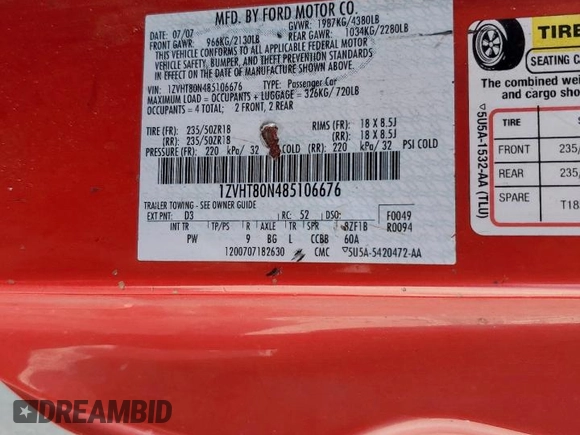 MFD. BY FORD MOTOR CO.
07/07 GVWR: 1987KG/4380LB
FRONT GAWR: 966KG/2130LB REAR GAWR: 1034KG/2280LB
THIS VEHICLE CONFORMS TO ALL APPLICABLE FEDERAL MOTOR
VEHICLE SAFETY, BUMPER, AND THEFT PREVENTION STANDARDS
IN EFFECT ON THE DATE OF MANUFACTURE SHOWN ABOVE.
VIN: 1ZVHT80N485106676 TYPE: Passenger Car
MAXIMUM LOAD = OCCUPANTS + LUGGAGE = 326KG/720LB
OCCUPANTS = 4 TOTAL; 2 FRONT, 2 REAR
TIRE (FR): 235/50ZR18 RIMS (FR): 18 X 8.5J
(RR): 235/50ZR18 (RR): 18 X 8.5J
PRESSURE (FR): 220 kPa/ 32 COLD (RR): 220 kPa/ 32 PSI COLD
1ZVHT80N485106676
TRAILER TOWING - SEE OWNER GUIDE
EXT PNT: D3 RC: 52 DSO: F0049
INT TR TP/PS R AXLE TR SPR 8ZF1B R0094
PW 9 BG L CCBB 60A
1200707182630 CMC 5U5A-5420472-AA
5U5A-1532-AA (TLU)
TIRE
SEATING CA
The combined we
and cargo sho
TIRE S
FRONT 235/
REAR 235/
SPARE T18
DREAMBID